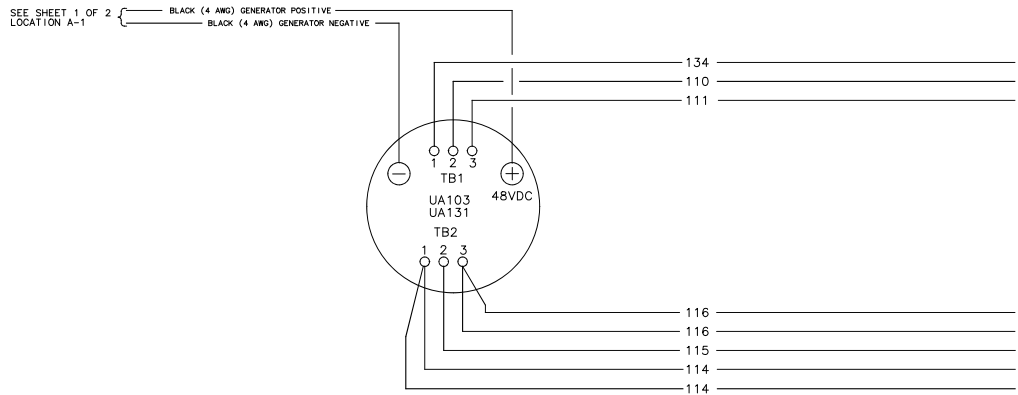 SEE SHEET 1 OF 2
LOCATION A-1
BLACK (4 AWG) GENERATOR POSITIVE
BLACK (4 AWG) GENERATOR NEGATIVE
134
110
111
1 2 3
TB1
− +
48VDC
UA103
UA131
TB2
1 2 3
116
116
115
114
114